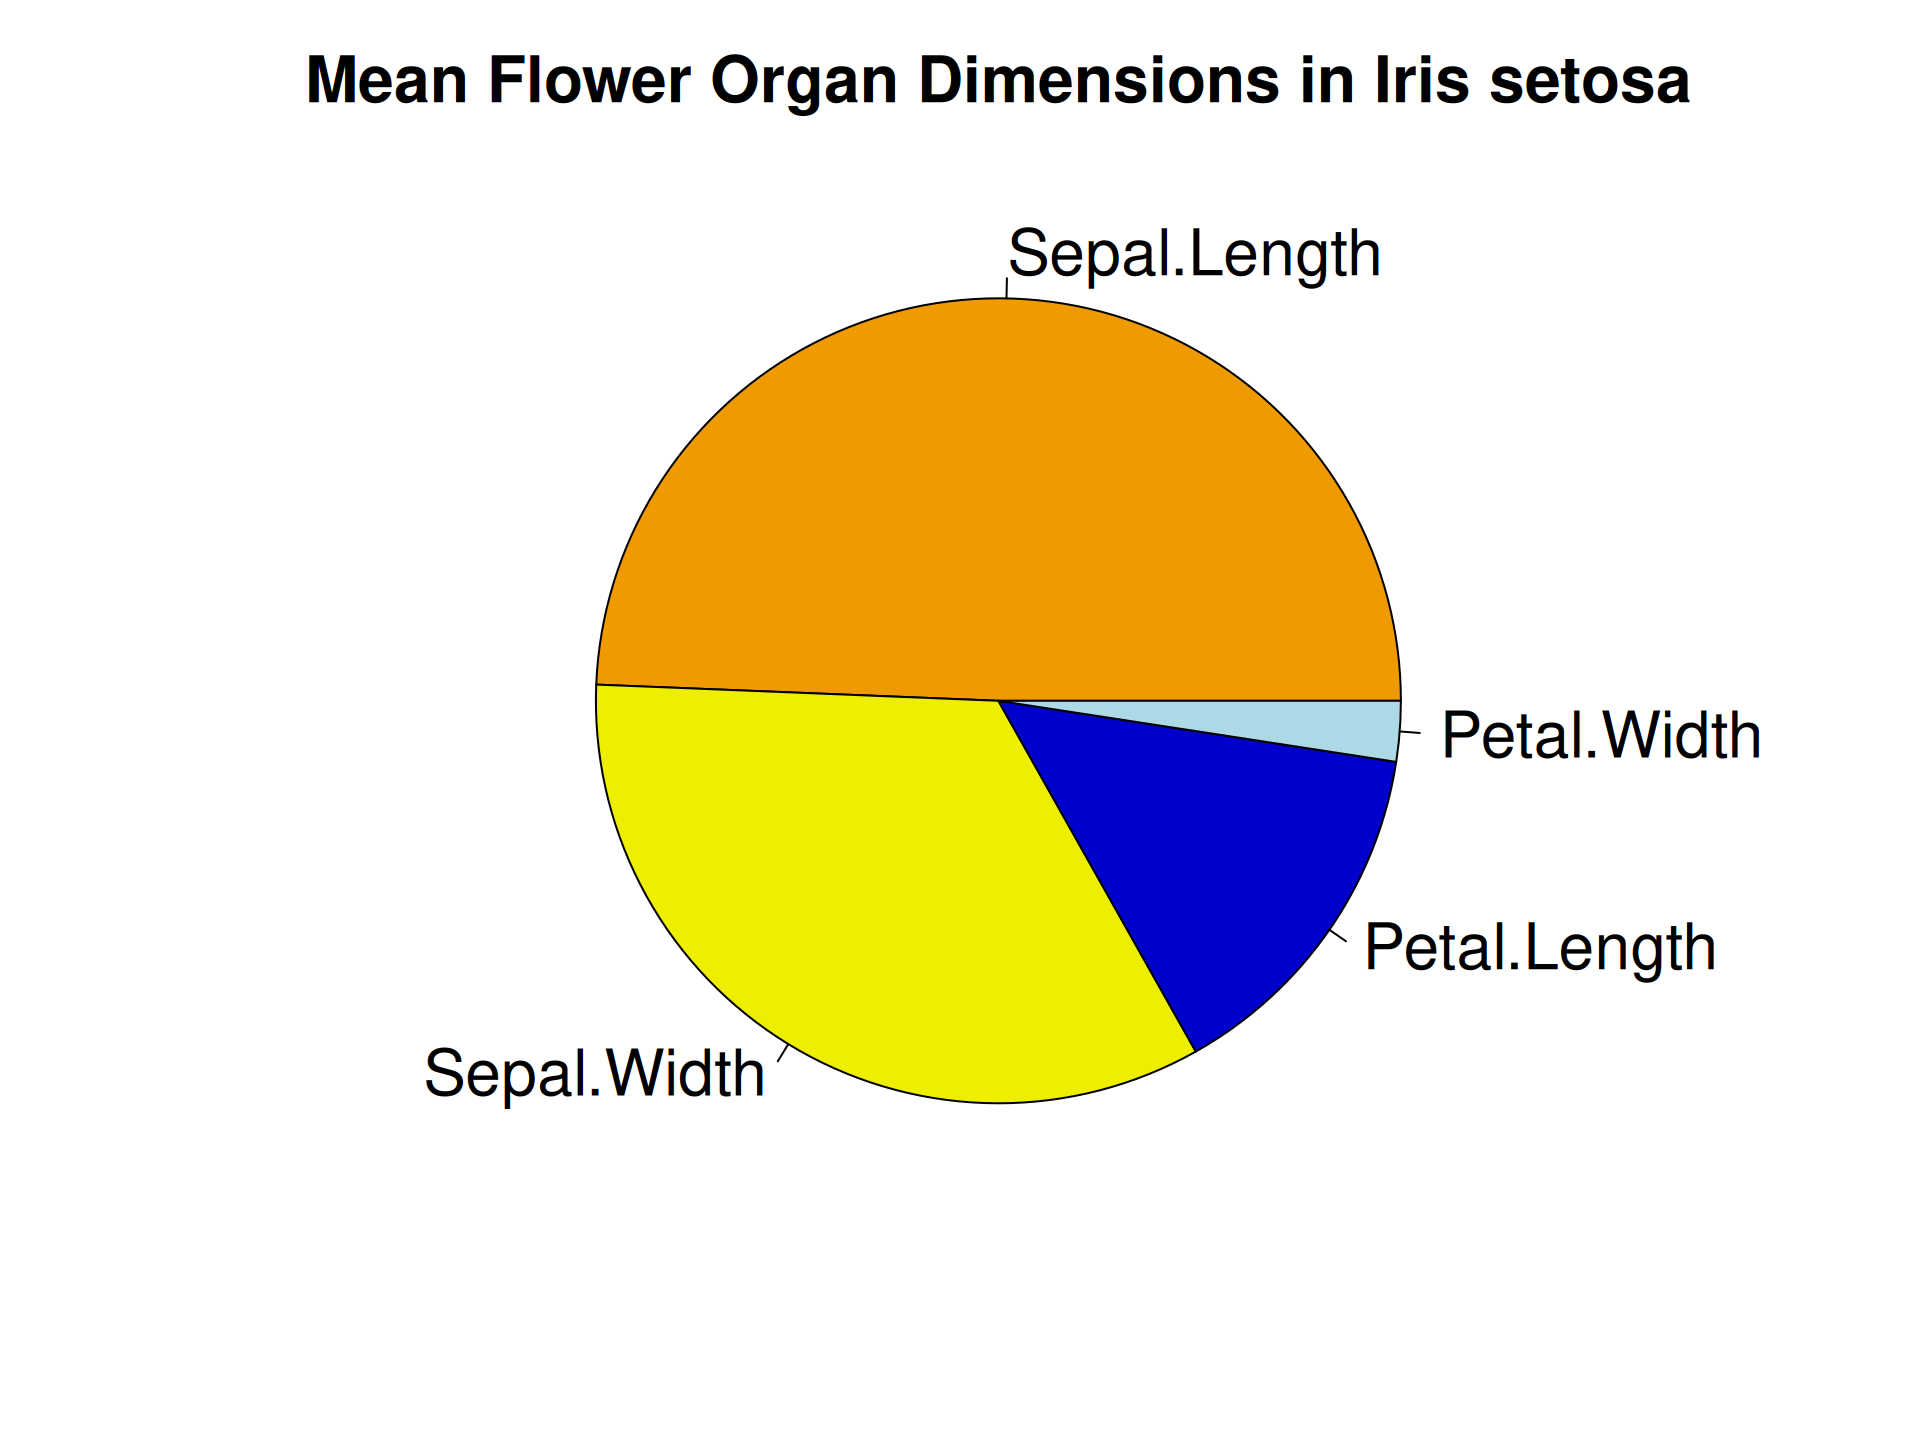 Mean Flower Organ Dimensions in Iris setosa
Sepal.Length
Petal.Width
Petal.Length
Sepal.Width